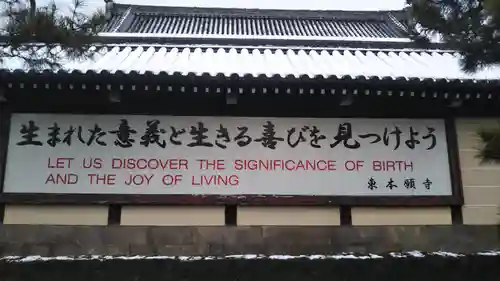 生まれた意義と生きる喜びを見つけよう
LET US DISCOVER THE SIGNIFICANCE OF BIRTH
AND THE JOY OF LIVING
東本願寺